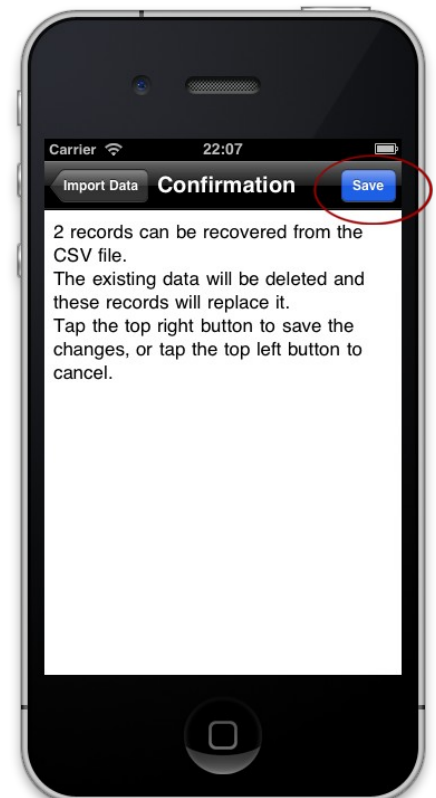 Carrier 22:07
Import Data Confirmation Save
2 records can be recovered from the
CSV file.
The existing data will be deleted and
these records will replace it.
Tap the top right button to save the
changes, or tap the top left button to
cancel.